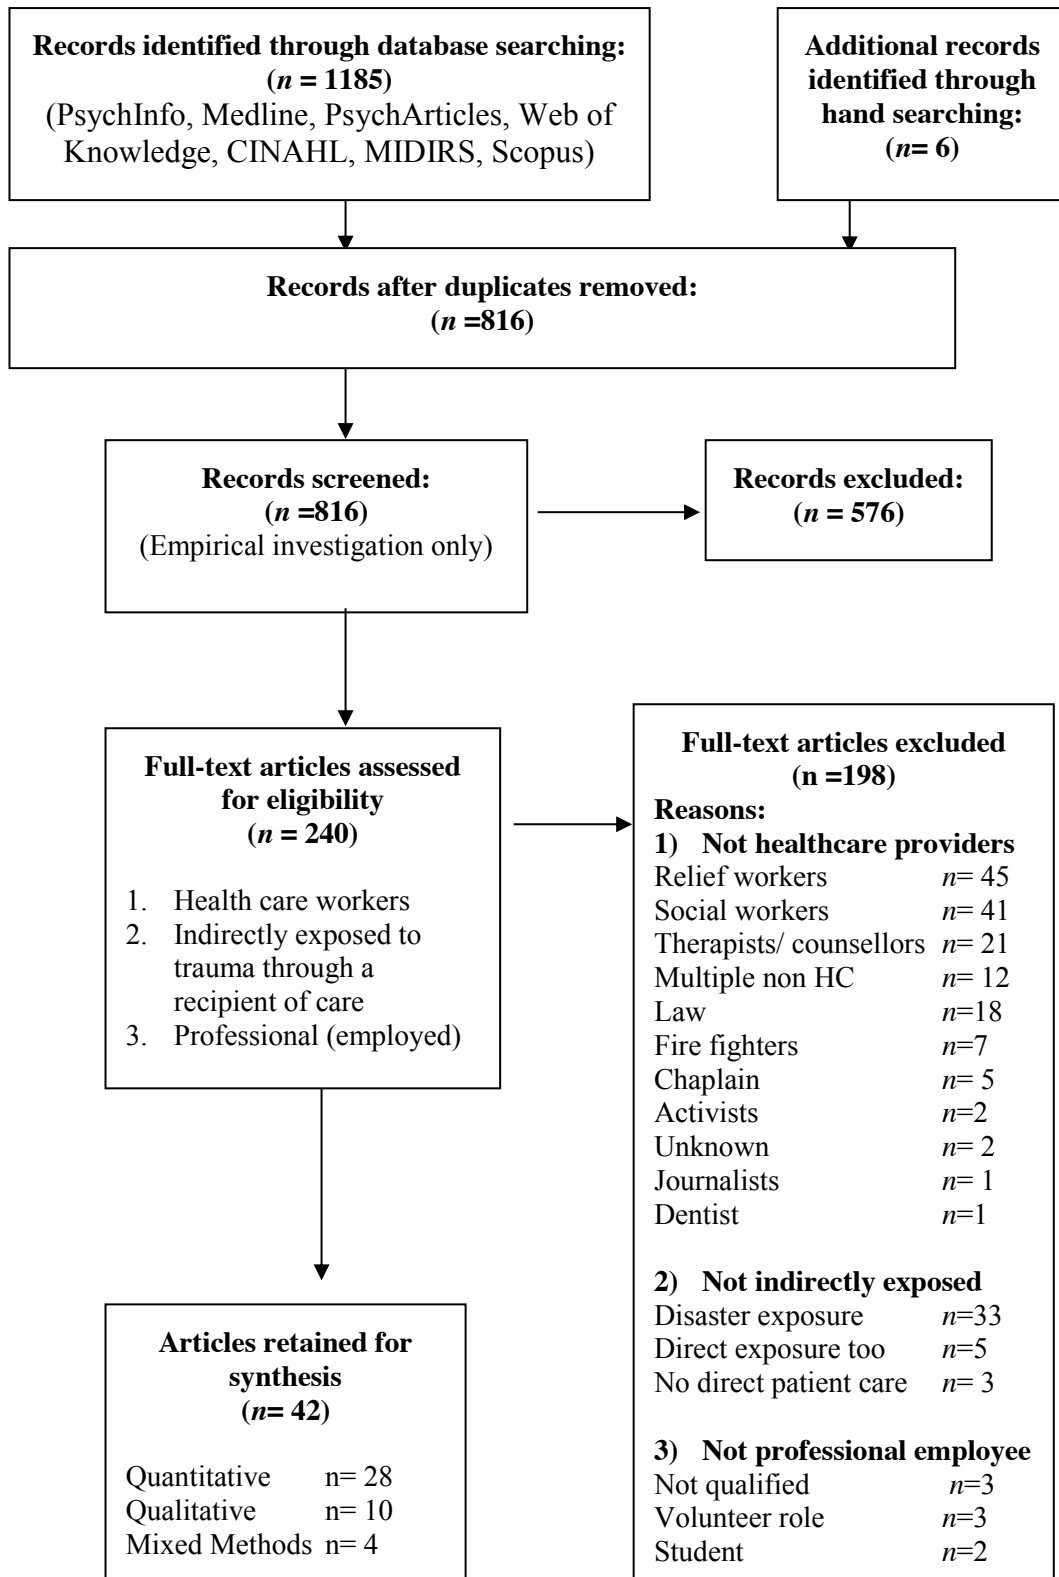 Records identified through database searching:
(n = 1185)
(PsychInfo, Medline, PsychArticles, Web of
Knowledge, CINAHL, MIDIRS, Scopus)
Additional records
identified through
hand searching:
(n= 6)
Records after duplicates removed:
(n =816)
Records screened:
(n =816)
(Empirical investigation only)
Records excluded:
(n = 576)
Full-text articles assessed
for eligibility
(n = 240)
1. Health care workers
2. Indirectly exposed to
trauma through a
recipient of care
3. Professional (employed)
Full-text articles excluded
(n =198)
Reasons:
1) Not healthcare providers
Relief workers n= 45
Social workers n= 41
Therapists/ counsellors n= 21
Multiple non HC n= 12
Law n=18
Fire fighters n=7
Chaplain n= 5
Activists n=2
Unknown n= 2
Journalists n= 1
Dentist n=1
2) Not indirectly exposed
Disaster exposure n=33
Direct exposure too n=5
No direct patient care n= 3
3) Not professional employee
Not qualified n=3
Volunteer role n=3
Student n=2
Articles retained for
synthesis
(n= 42)
Quantitative n= 28
Qualitative n= 10
Mixed Methods n= 4